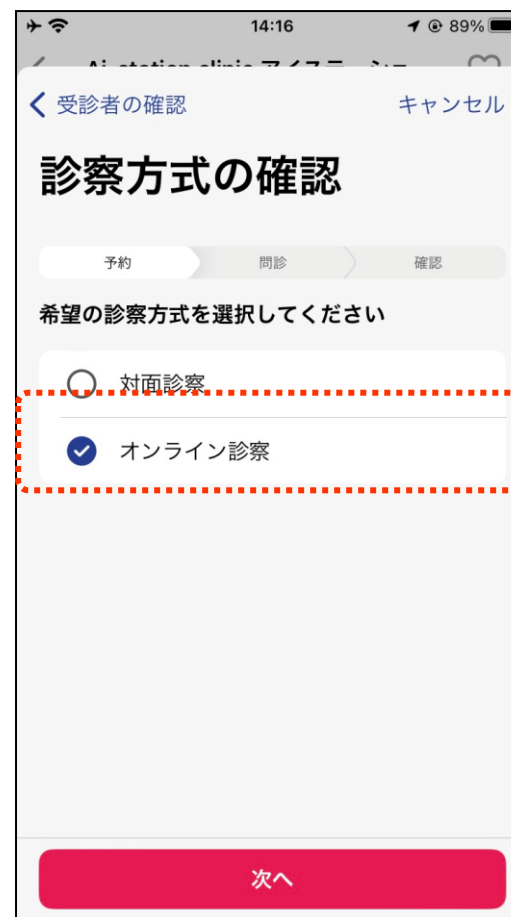 14:16
89%
受診者の確認
キャンセル
診察方式の確認
予約
問診
確認
希望の診察方式を選択してください
対面診察
オンライン診察
次へ